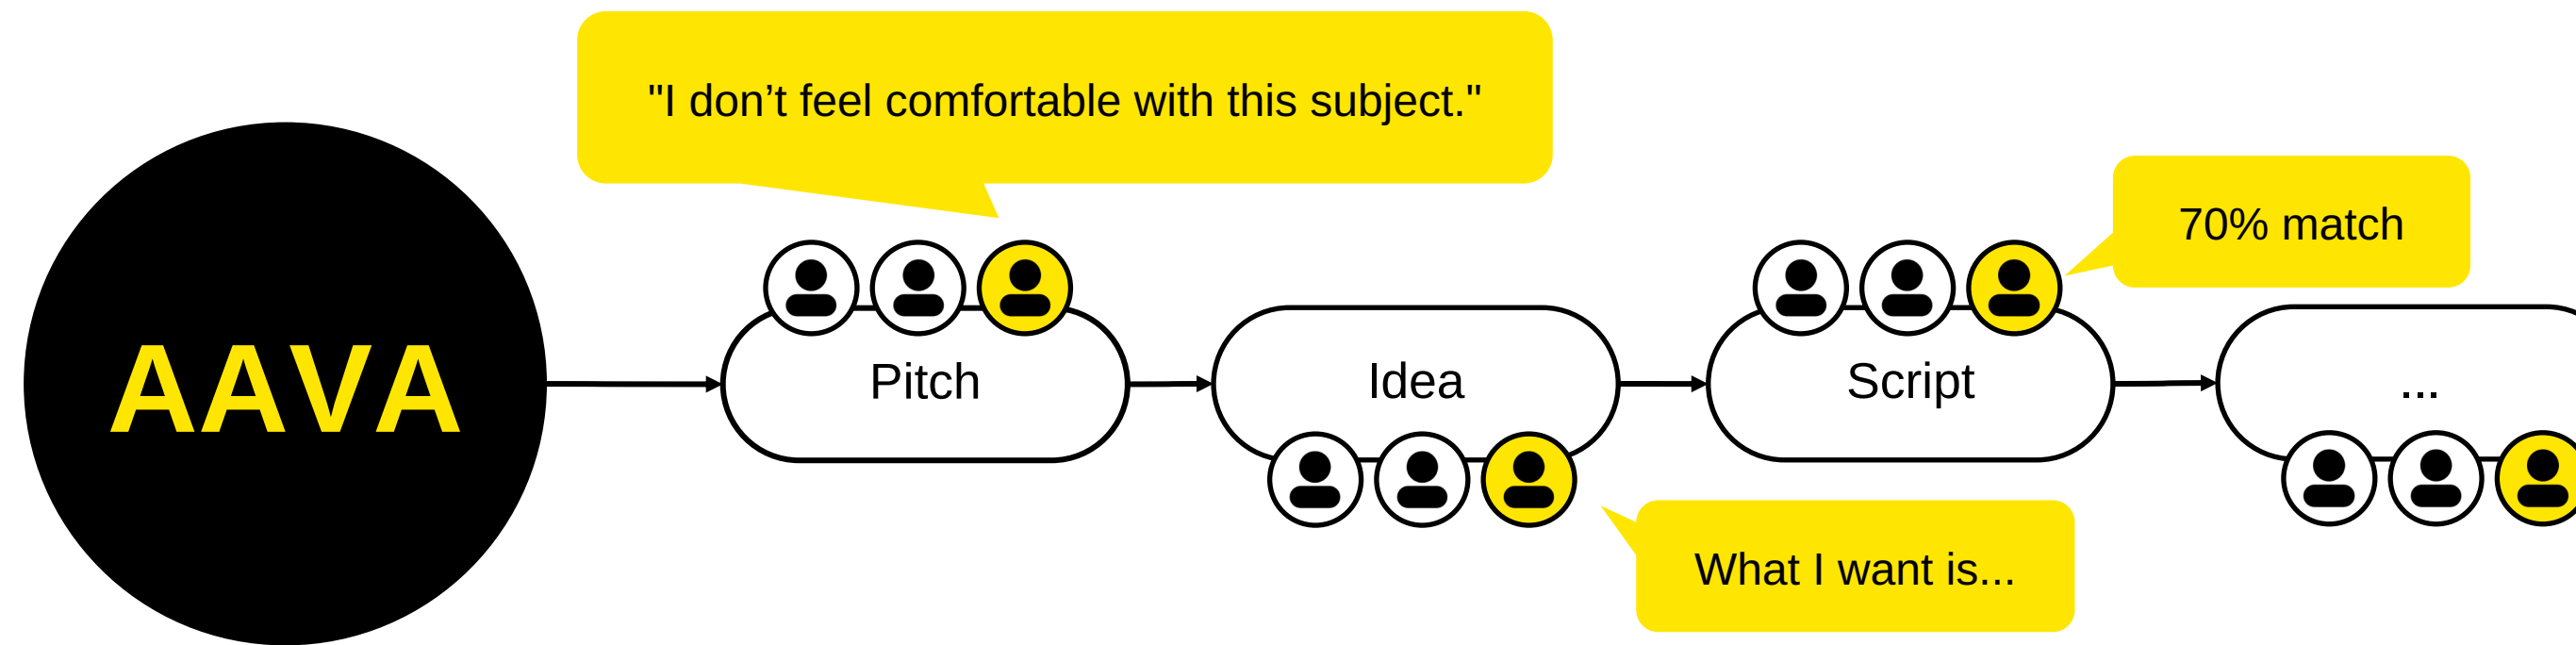 "I don’t feel comfortable with this subject."
70% match
AAVA
Pitch
Idea
Script
...
What I want is...